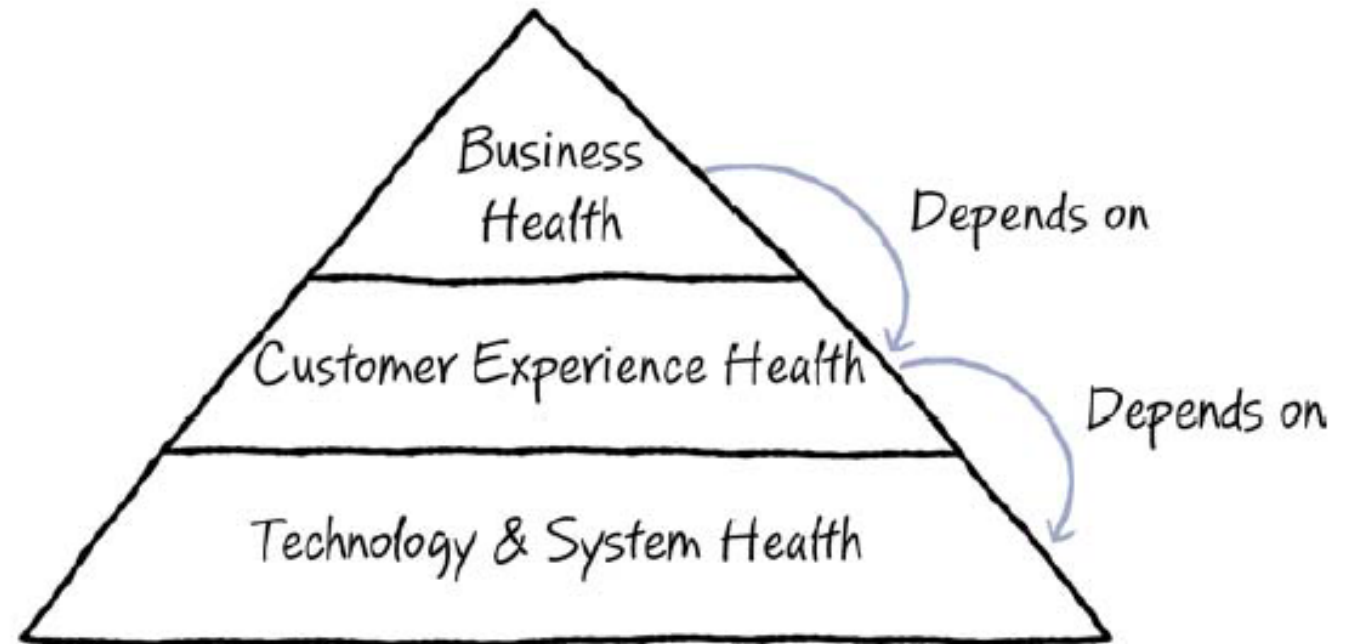 Business
Health
Depends on
Customer Experience Health
Depends on
Technology & System Health